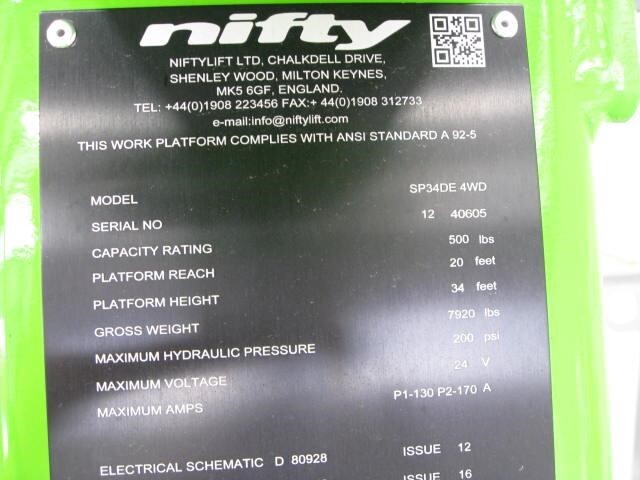 nifty
NIFTYLIFT LTD, CHALKDELL DRIVE,
SHENLEY WOOD, MILTON KEYNES,
MK5 6GF, ENGLAND.
TEL: +44(0)1908 223456 FAX:+ 44(0)1908 312733
e-mail:info@niftylift.com
THIS WORK PLATFORM COMPLIES WITH ANSI STANDARD A 92-5
MODEL SP34DE 4WD
SERIAL NO 12 40605
CAPACITY RATING 500 lbs
PLATFORM REACH 20 feet
PLATFORM HEIGHT 34 feet
GROSS WEIGHT 7920 lbs
MAXIMUM HYDRAULIC PRESSURE 200 psi
MAXIMUM VOLTAGE 24 V
MAXIMUM AMPS P1-130 P2-170 A
ELECTRICAL SCHEMATIC D 80928 ISSUE 12
ISSUE 16